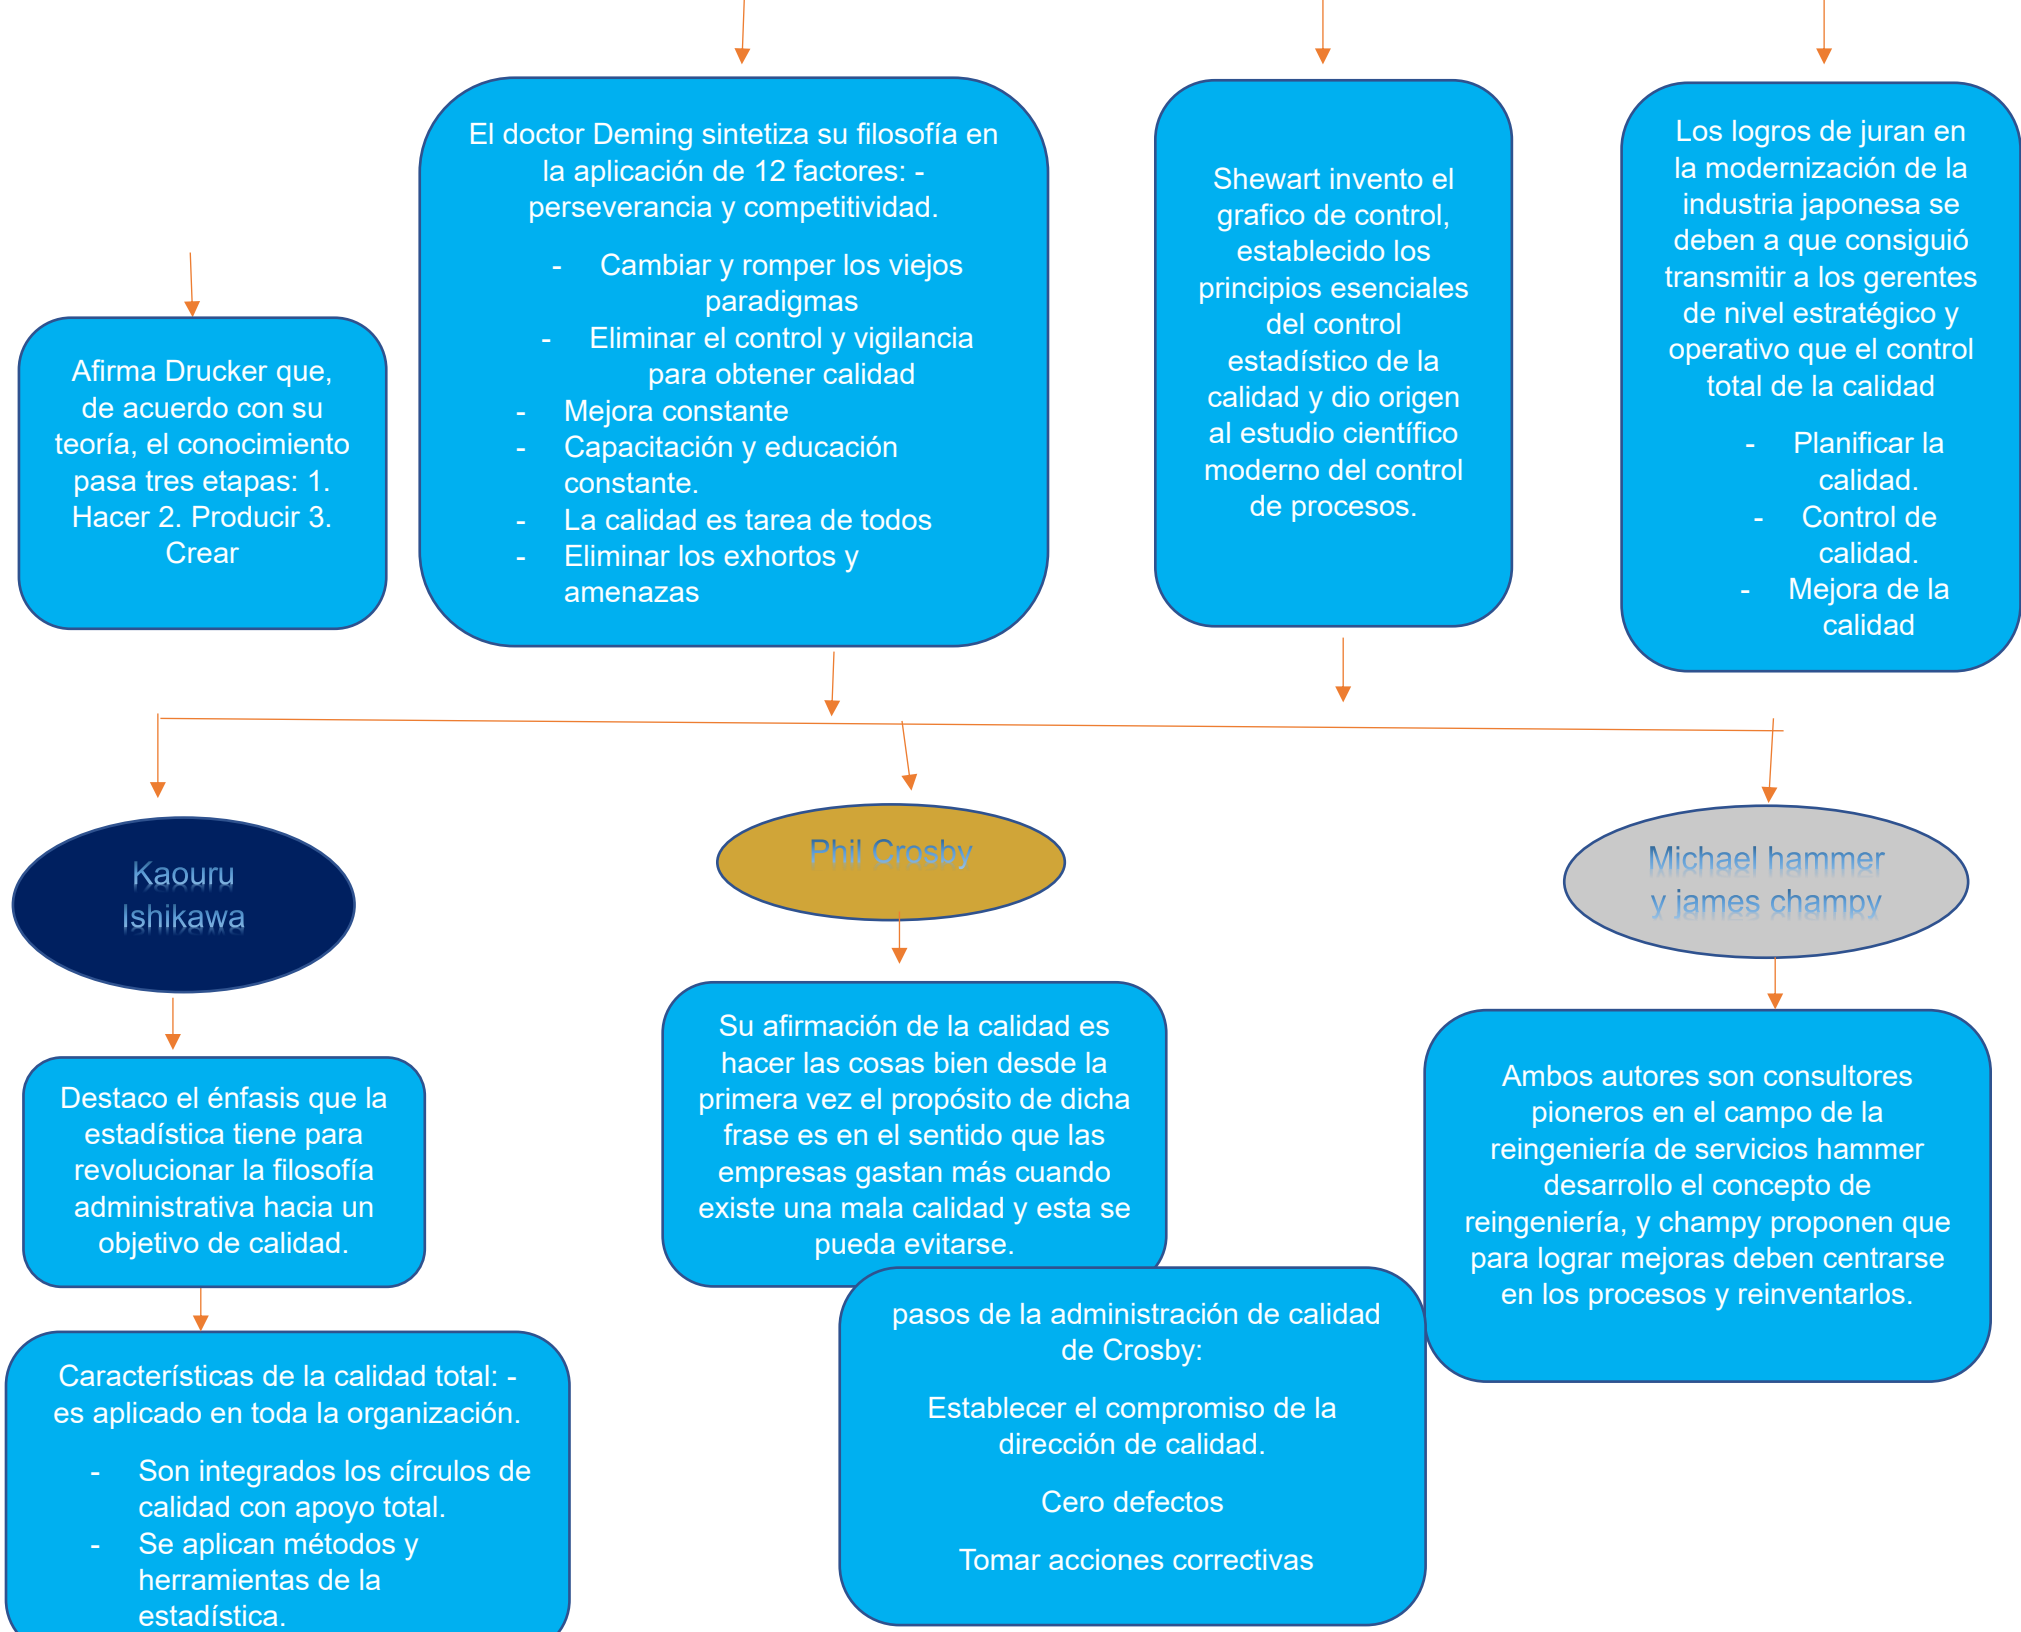 El doctor Deming sintetiza su filosofía en
la aplicación de 12 factores: -
perseverancia y competitividad.
- Cambiar y romper los viejos
paradigmas
- Eliminar el control y vigilancia
para obtener calidad
- Mejora constante
- Capacitación y educación
constante.
- La calidad es tarea de todos
- Eliminar los exhortos y
amenazas
Shewart invento el
grafico de control,
establecido los
principios esenciales
del control
estadístico de la
calidad y dio origen
al estudio científico
moderno del control
de procesos.
Los logros de juran en
la modernización de la
industria japonesa se
deben a que consiguió
transmitir a los gerentes
de nivel estratégico y
operativo que el control
total de la calidad
- Planificar la
calidad.
- Control de
calidad.
- Mejora de la
calidad
Afirma Drucker que,
de acuerdo con su
teoría, el conocimiento
pasa tres etapas: 1.
Hacer 2. Producir 3.
Crear
Kaouru
Ishikawa
Phil Crosby
Michael hammer
y james champy
Destaco el énfasis que la
estadística tiene para
revolucionar la filosofía
administrativa hacia un
objetivo de calidad.
Su afirmación de la calidad es
hacer las cosas bien desde la
primera vez el propósito de dicha
frase es en el sentido que las
empresas gastan más cuando
existe una mala calidad y esta se
pueda evitarse.
Ambos autores son consultores
pioneros en el campo de la
reingeniería de servicios hammer
desarrollo el concepto de
reingeniería, y champy proponen que
para lograr mejoras deben centrarse
en los procesos y reinventarlos.
Características de la calidad total: -
es aplicado en toda la organización.
- Son integrados los círculos de
calidad con apoyo total.
- Se aplican métodos y
herramientas de la
estadística.
pasos de la administración de calidad
de Crosby:
Establecer el compromiso de la
dirección de calidad.
Cero defectos
Tomar acciones correctivas